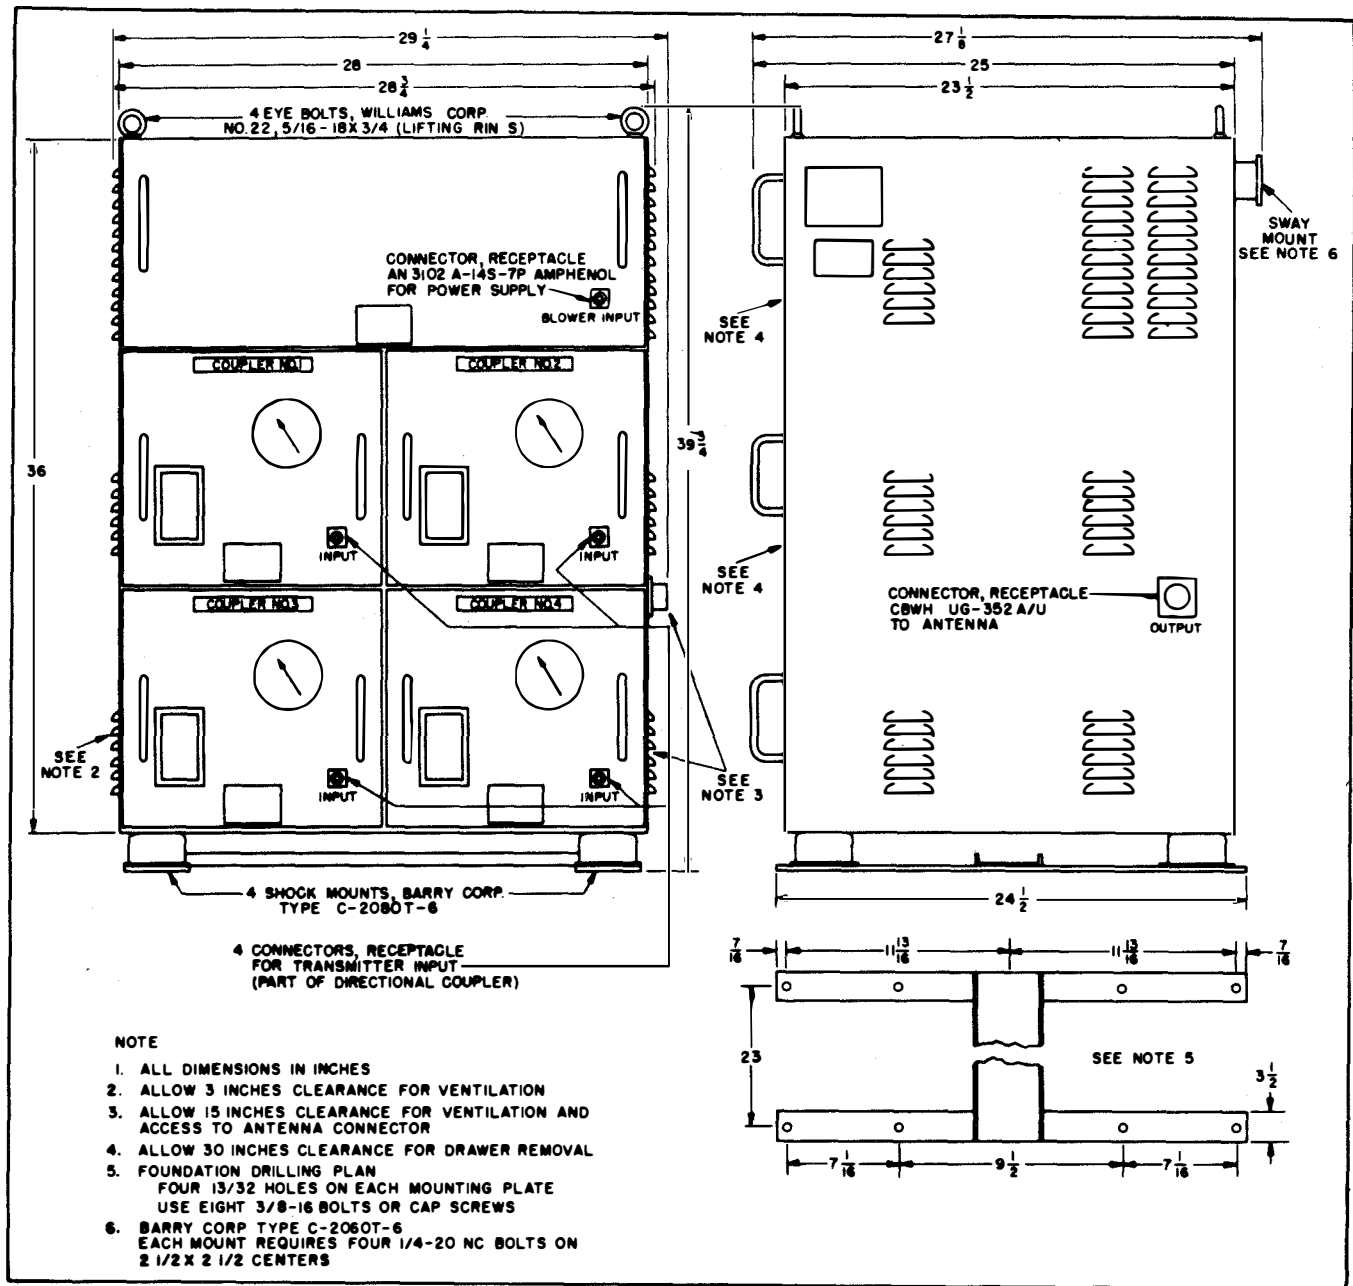 29 1/4
28
28 3/4
4 EYE BOLTS, WILLIAMS CORP.
NO.22, 5/16-18X3/4 (LIFTING RIN S)
27 1/8
25
23 1/2
CONNECTOR, RECEPTACLE
AN 3102 A-14S-7P AMPHENOL
FOR POWER SUPPLY
BLOWER INPUT
SWAY
MOUNT
SEE NOTE 6
SEE
NOTE 4
COUPLER NO.1
COUPLER NO.2
36
INPUT
INPUT
SEE
NOTE 4
CONNECTOR, RECEPTACLE
CBWH UG-352 A/U
TO ANTENNA
OUTPUT
COUPLER NO.3
COUPLER NO.4
SEE
NOTE 2
INPUT
INPUT
SEE
NOTE 3
4 SHOCK MOUNTS, BARRY CORP.
TYPE C-2080T-6
24 1/2
4 CONNECTORS, RECEPTACLE
FOR TRANSMITTER INPUT
(PART OF DIRECTIONAL COUPLER)
7/16
11 13/16
11 13/16
7/16
23
SEE NOTE 5
3 1/2
7 1/16
9 1/2
7 1/16
NOTE
1. ALL DIMENSIONS IN INCHES
2. ALLOW 3 INCHES CLEARANCE FOR VENTILATION
3. ALLOW 15 INCHES CLEARANCE FOR VENTILATION AND
ACCESS TO ANTENNA CONNECTOR
4. ALLOW 30 INCHES CLEARANCE FOR DRAWER REMOVAL
5. FOUNDATION DRILLING PLAN
FOUR 13/32 HOLES ON EACH MOUNTING PLATE
USE EIGHT 3/8-16 BOLTS OR CAP SCREWS
6. BARRY CORP TYPE C-2060T-6
EACH MOUNT REQUIRES FOUR 1/4-20 NC BOLTS ON
2 1/2 X 2 1/2 CENTERS